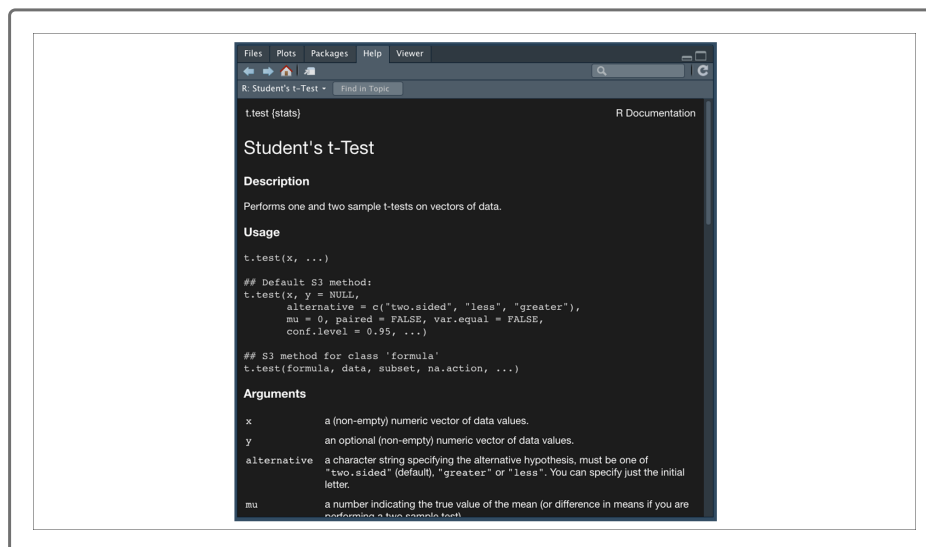 Files Plots Packages Help Viewer
R: Student's t-Test Find in Topic
t.test {stats} R Documentation
Student's t-Test
Description
Performs one and two sample t-tests on vectors of data.
Usage
t.test(x, ...)
## Default S3 method:
t.test(x, y = NULL,
alternative = c("two.sided", "less", "greater"),
mu = 0, paired = FALSE, var.equal = FALSE,
conf.level = 0.95, ...)
## S3 method for class 'formula'
t.test(formula, data, subset, na.action, ...)
Arguments
x a (non-empty) numeric vector of data values.
y an optional (non-empty) numeric vector of data values.
alternative a character string specifying the alternative hypothesis, must be one of
"two.sided" (default), "greater" or "less". You can specify just the initial
letter.
mu a number indicating the true value of the mean (or difference in means if you are
performing a two sample test)